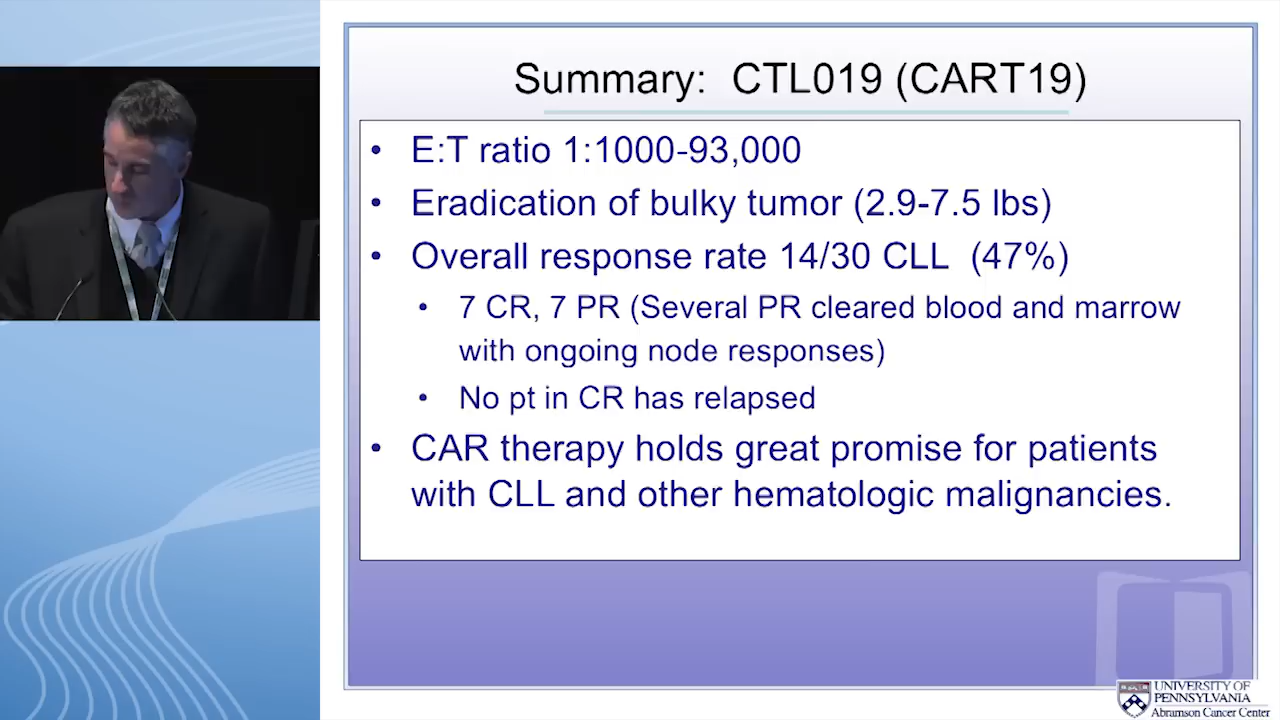 Summary: CTL019 (CART19)
• E:T ratio 1:1000-93,000
• Eradication of bulky tumor (2.9-7.5 lbs)
• Overall response rate 14/30 CLL (47%)
• 7 CR, 7 PR (Several PR cleared blood and marrow
with ongoing node responses)
• No pt in CR has relapsed
• CAR therapy holds great promise for patients
with CLL and other hematologic malignancies.
UNIVERSITY OF
PENNSYLVANIA
Abramson Cancer Center